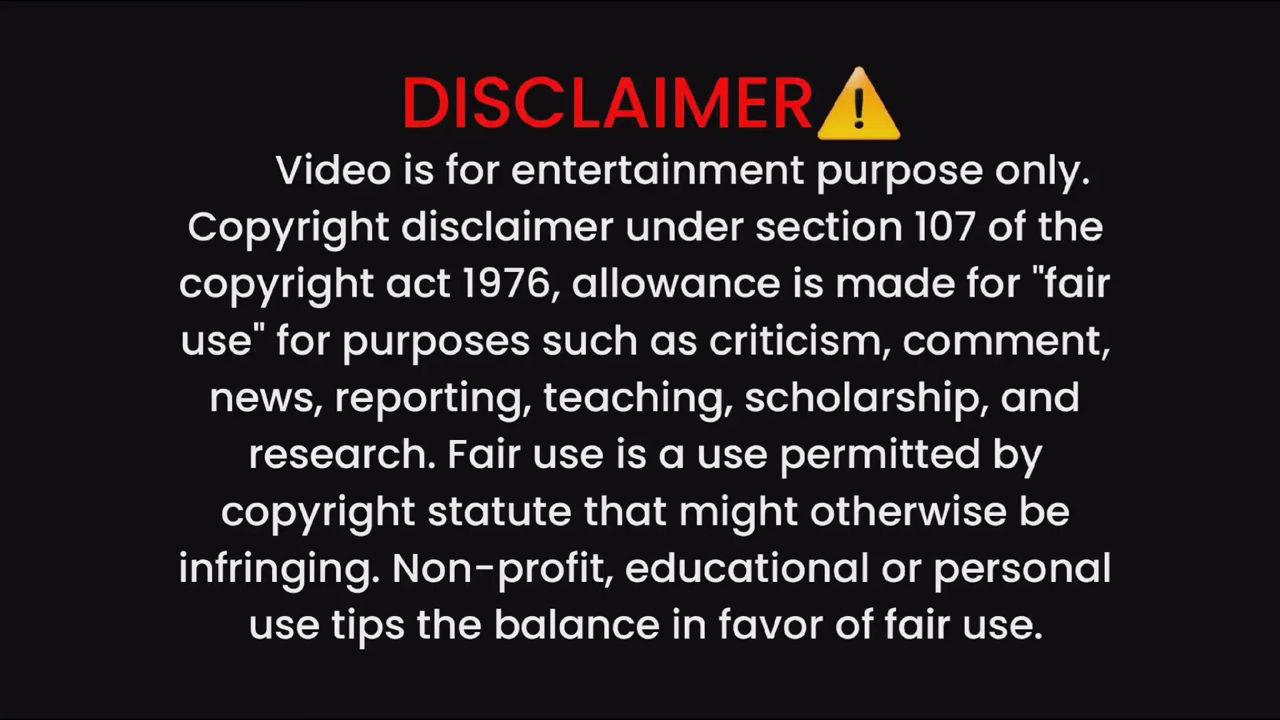 DISCLAIMER⚠️
Video is for entertainment purpose only.
Copyright disclaimer under section 107 of the
copyright act 1976, allowance is made for "fair
use" for purposes such as criticism, comment,
news, reporting, teaching, scholarship, and
research. Fair use is a use permitted by
copyright statute that might otherwise be
infringing. Non-profit, educational or personal
use tips the balance in favor of fair use.